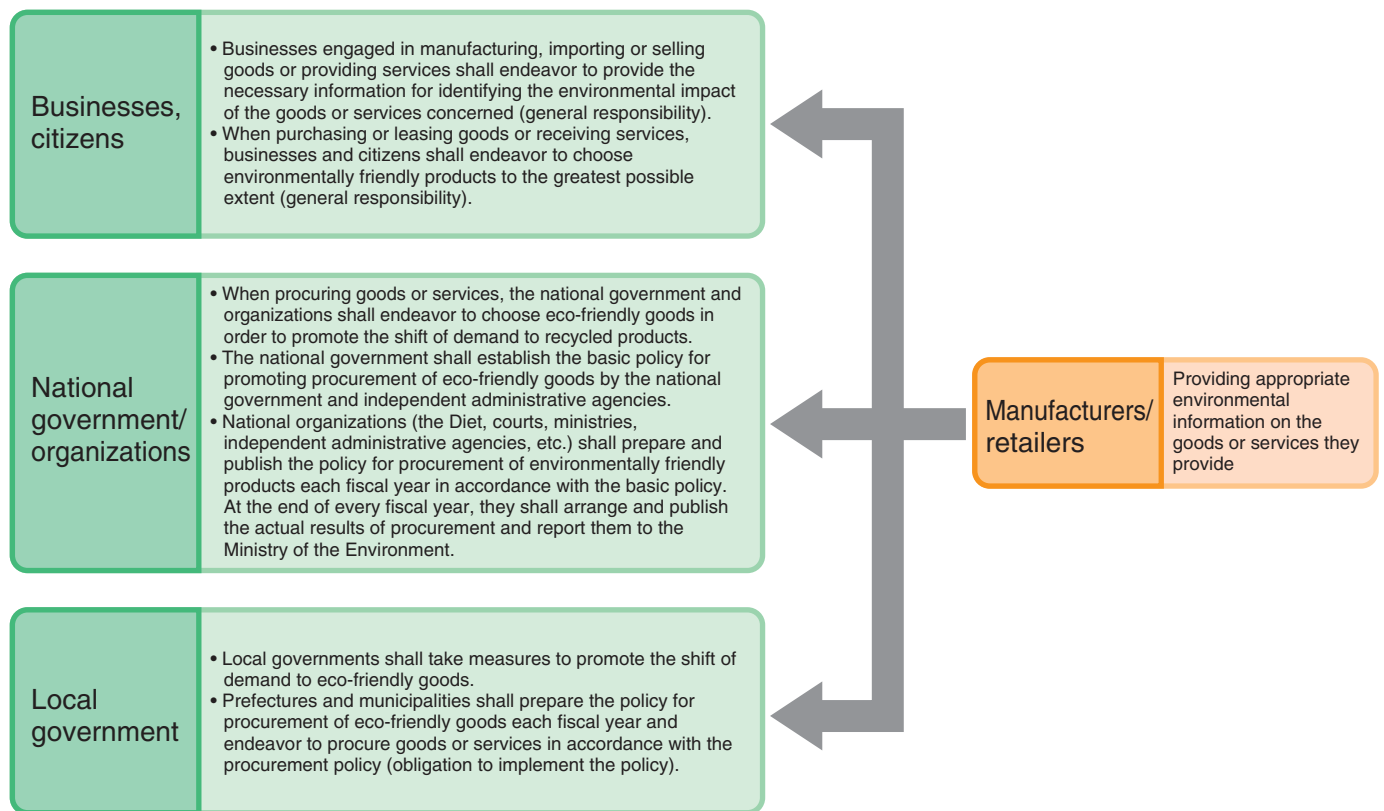 Businesses,
citizens
• Businesses engaged in manufacturing, importing or selling
goods or providing services shall endeavor to provide the
necessary information for identifying the environmental impact
of the goods or services concerned (general responsibility).
• When purchasing or leasing goods or receiving services,
businesses and citizens shall endeavor to choose
environmentally friendly products to the greatest possible
extent (general responsibility).
National
government/
organizations
• When procuring goods or services, the national government and
organizations shall endeavor to choose eco-friendly goods in
order to promote the shift of demand to recycled products.
• The national government shall establish the basic policy for
promoting procurement of eco-friendly goods by the national
government and independent administrative agencies.
• National organizations (the Diet, courts, ministries,
independent administrative agencies, etc.) shall prepare and
publish the policy for procurement of environmentally friendly
products each fiscal year in accordance with the basic policy.
At the end of every fiscal year, they shall arrange and publish
the actual results of procurement and report them to the
Ministry of the Environment.
Local
government
• Local governments shall take measures to promote the shift of
demand to eco-friendly goods.
• Prefectures and municipalities shall prepare the policy for
procurement of eco-friendly goods each fiscal year and
endeavor to procure goods or services in accordance with the
procurement policy (obligation to implement the policy).
Manufacturers/
retailers
Providing appropriate
environmental
information on the
goods or services they
provide